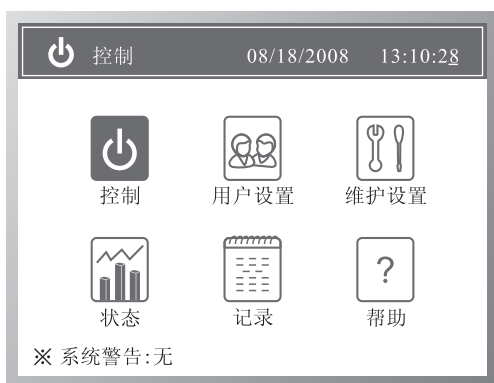 控制 08/18/2008 13:10:28
控制 用户设置 维护设置
?
状态 记录 帮助
※ 系统警告:无